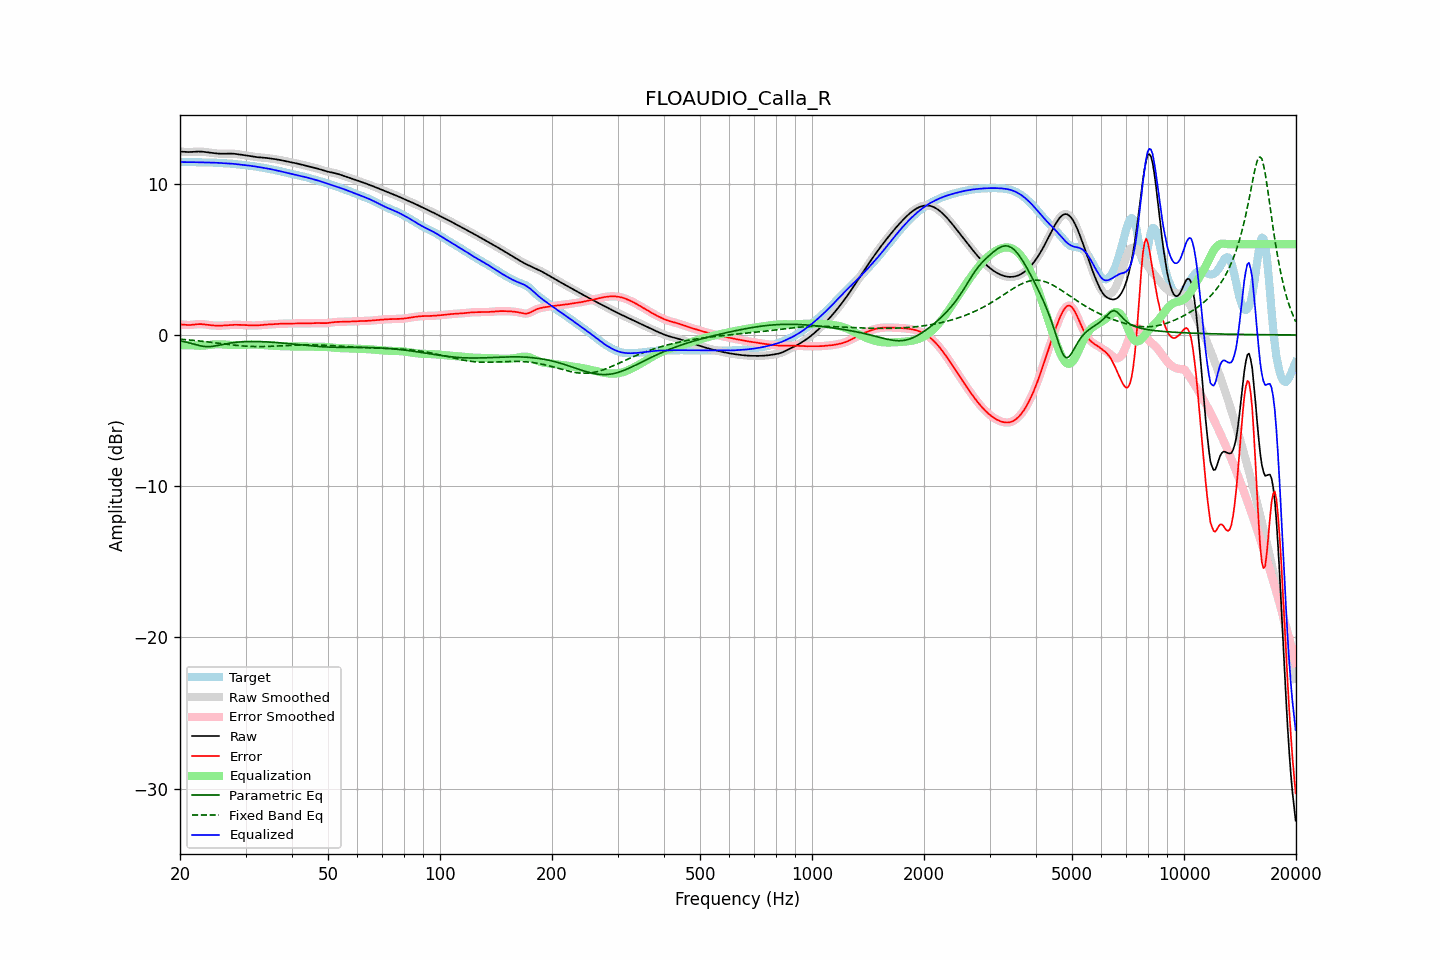 FLOAUDIO_Calla_R
Amplitude (dBr)
10
0
−10
−20
−30
Target
Raw Smoothed
Error Smoothed
Raw
Error
Equalization
Parametric Eq
Fixed Band Eq
Equalized
20
50
100
200
500
1000
2000
5000
10000
20000
Frequency (Hz)